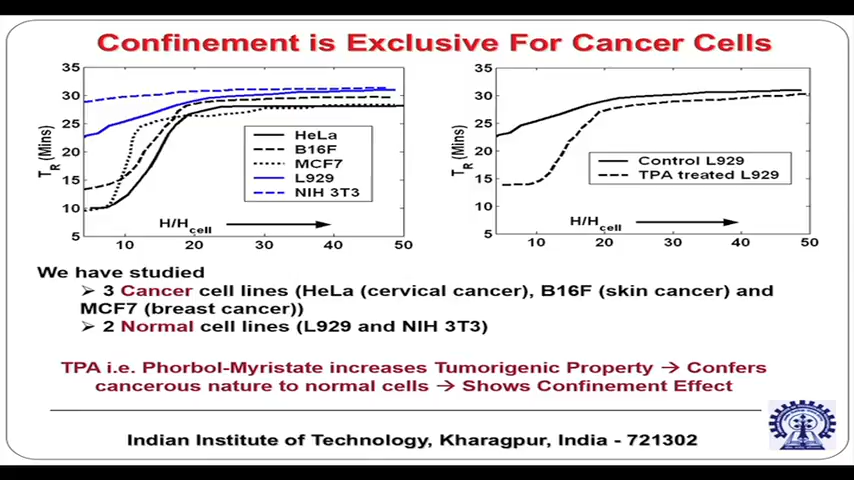 Confinement is Exclusive For Cancer Cells
35
30
25
20
15
10
5
T_R (Mins)
HeLa
B16F
MCF7
L929
NIH 3T3
H/H_cell
10
20
30
40
50
35
30
25
20
15
10
5
T_R (Mins)
Control L929
TPA treated L929
H/H_cell
10
20
30
40
50
We have studied
➢ 3 Cancer cell lines (HeLa (cervical cancer), B16F (skin cancer) and
MCF7 (breast cancer))
➢ 2 Normal cell lines (L929 and NIH 3T3)
TPA i.e. Phorbol-Myristate increases Tumorigenic Property → Confers
cancerous nature to normal cells → Shows Confinement Effect
Indian Institute of Technology, Kharagpur, India - 721302